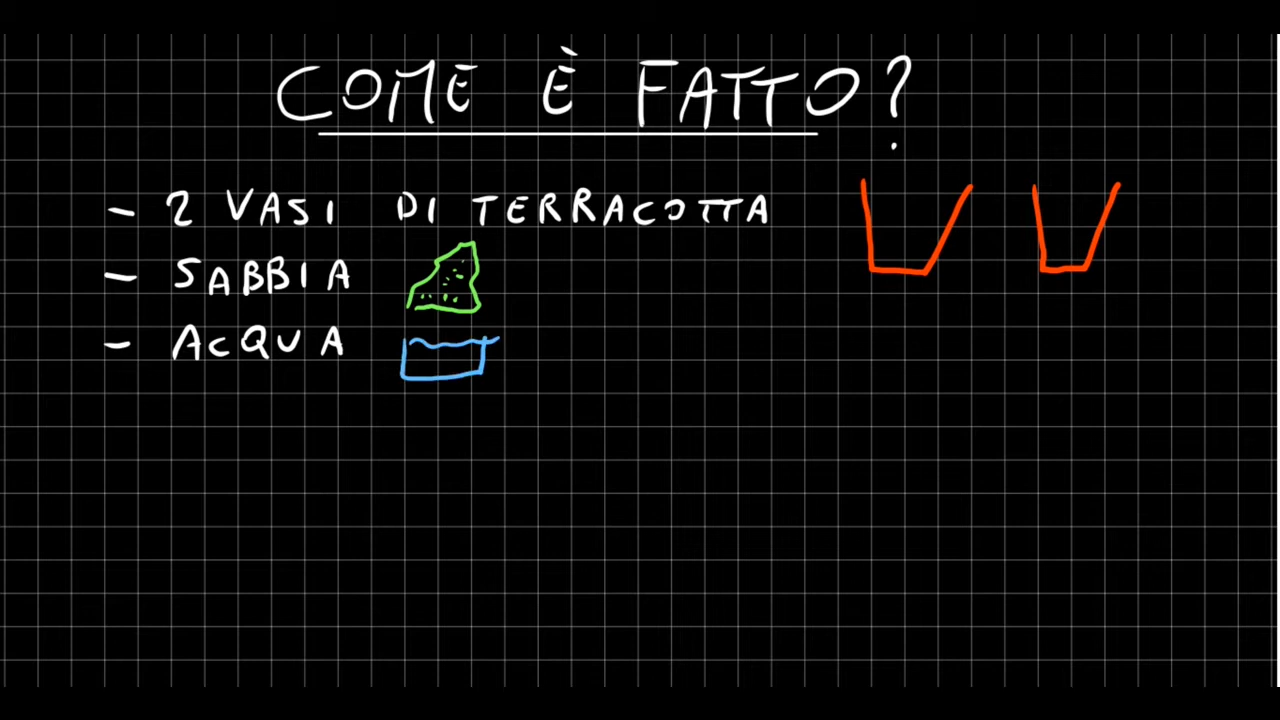 COME È FATTO?
- 2 VASI DI TERRACOTTA
- SABBIA
- ACQUA